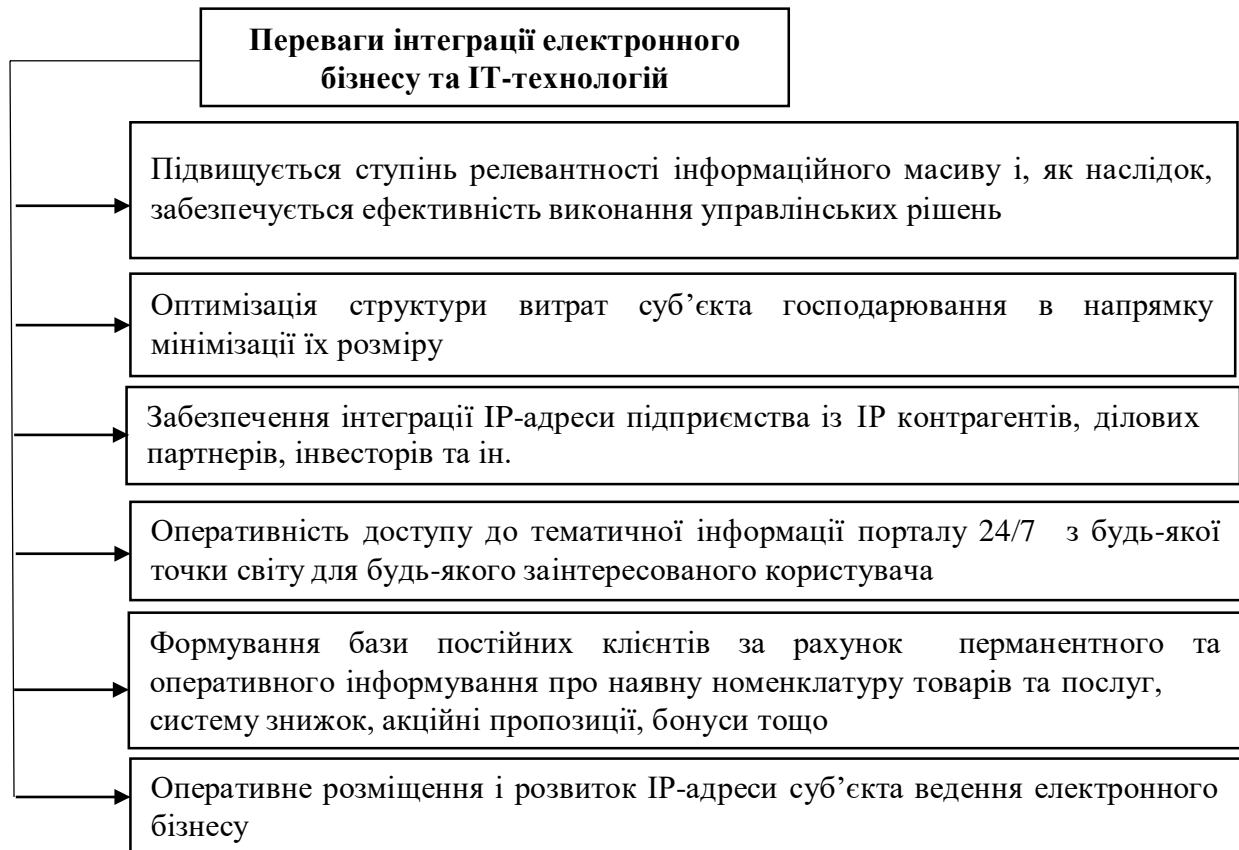 Переваги інтеграції електронного
бізнесу та ІТ-технологій
Підвищується ступінь релевантності інформаційного масиву і, як наслідок,
забезпечується ефективність виконання управлінських рішень
Оптимізація структури витрат суб’єкта господарювання в напрямку
мінімізації їх розміру
Забезпечення інтеграції IP-адреси підприємства із IP контрагентів, ділових
партнерів, інвесторів та ін.
Оперативність доступу до тематичної інформації порталу 24/7 з будь-якої
точки світу для будь-якого заінтересованого користувача
Формування бази постійних клієнтів за рахунок перманентного та
оперативного інформування про наявну номенклатуру товарів та послуг,
систему знижок, акційні пропозиції, бонуси тощо
Оперативне розміщення і розвиток IP-адреси суб’єкта ведення електронного
бізнесу